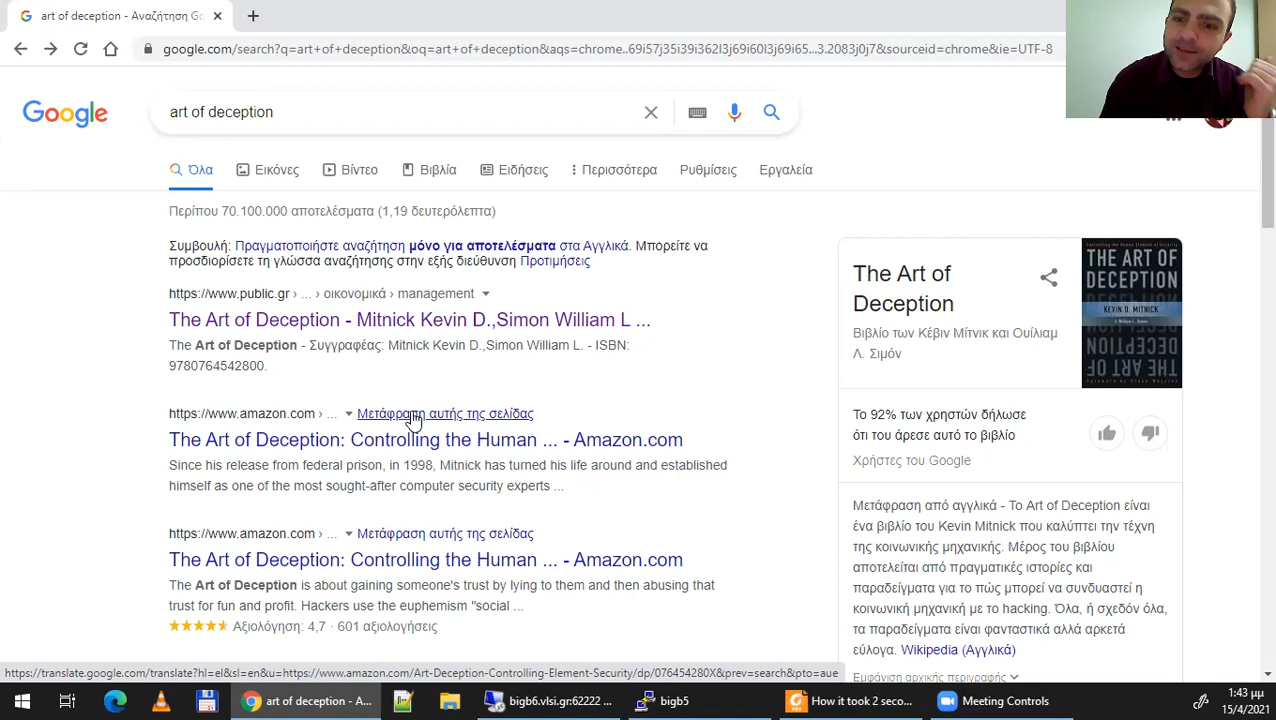 art of deception - Αναζήτηση Go
google.com/search?q=art+of+deception&oq=art+of+deception&aqs=chrome..69i57j35i39i362l3j69i60l3j69i65...3.2083j0j7&sourceid=chrome&ie=UTF-8
Google
art of deception
Όλα
Εικόνες
Βίντεο
Βιβλία
Ειδήσεις
Περισσότερα
Ρυθμίσεις
Εργαλεία
Περίπου 70.100.000 αποτελέσματα (1,19 δευτερόλεπτα)
Συμβουλή: Πραγματοποιήστε αναζήτηση μόνο για αποτελέσματα στα Αγγλικά. Μπορείτε να
προσδιορίσετε τη γλώσσα αναζήτησης στην εξής διεύθυνση Προτιμήσεις
https://www.public.gr › ... › οικονομικά › management
The Art of Deception - Mitnick Kevin D.,Simon William L ...
The Art of Deception - Συγγραφέας: Mitnick Kevin D.,Simon William L. - ISBN:
9780764542800.
https://www.amazon.com › ... Μετάφραση αυτής της σελίδας
The Art of Deception: Controlling the Human ... - Amazon.com
Since his release from federal prison, in 1998, Mitnick has turned his life around and established
himself as one of the most sought-after computer security experts ...
https://www.amazon.com › ... Μετάφραση αυτής της σελίδας
The Art of Deception: Controlling the Human ... - Amazon.com
The Art of Deception is about gaining someone's trust by lying to them and then abusing that
trust for fun and profit. Hackers use the euphemism "social ...
Αξιολόγηση: 4,7 · 601 αξιολογήσεις
The Art of
Deception
Βιβλίο των Κέβιν Μίτνικ και Ουίλιαμ
Λ. Σιμόν
THE ART OF
DECEPTION
KEVIN D. MITNICK
Το 92% των χρηστών δήλωσε
ότι του άρεσε αυτό το βιβλίο
Χρήστες του Google
Μετάφραση από αγγλικά - Το Art of Deception είναι
ένα βιβλίο του Kevin Mitnick που καλύπτει την τέχνη
της κοινωνικής μηχανικής. Μέρος του βιβλίου
αποτελείται από πραγματικές ιστορίες και
παραδείγματα για το πώς μπορεί να συνδυαστεί η
κοινωνική μηχανική με το hacking. Όλα, ή σχεδόν όλα,
τα παραδείγματα είναι φανταστικά αλλά αρκετά
εύλογα. Wikipedia (Αγγλικά)
Εμφάνιση αρχικής περιγραφής
https://translate.google.com/translate?hl=el&sl=en&u=https://www.amazon.com/Art-Deception-Controlling-Element-Security/dp/076454280X&prev=search&pto=aue
art of deception - A...
bigb6.vlsi.gr:62222 ...
bigb5
How it took 2 seco...
Meeting Controls
1:43 μμ
15/4/2021